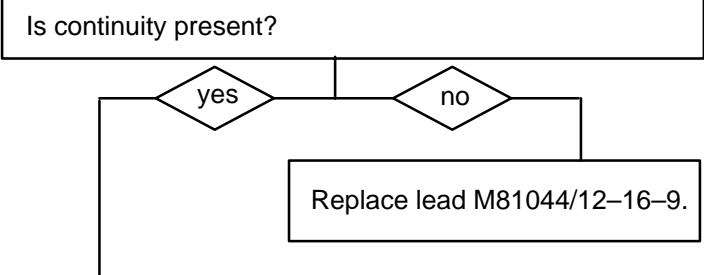 Is continuity present?
yes
no
Replace lead M81044/12–16–9.